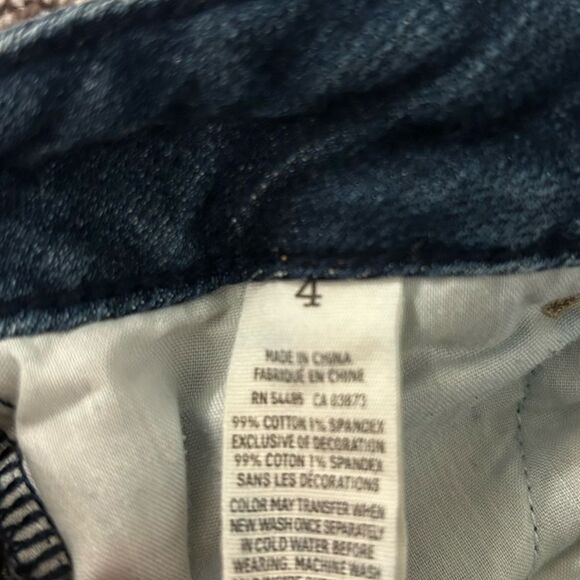 4
MADE IN CHINA
FABRIQUÉ EN CHINE
RN 54485 CA 03873
99% COTTON 1% SPANDEX
EXCLUSIVE OF DECORATION
99% COTON 1% SPANDEX
SANS LES DÉCORATIONS
COLOR MAY TRANSFER WHEN
NEW. WASH ONCE SEPARATELY
IN COLD WATER BEFORE
WEARING. MACHINE WASH